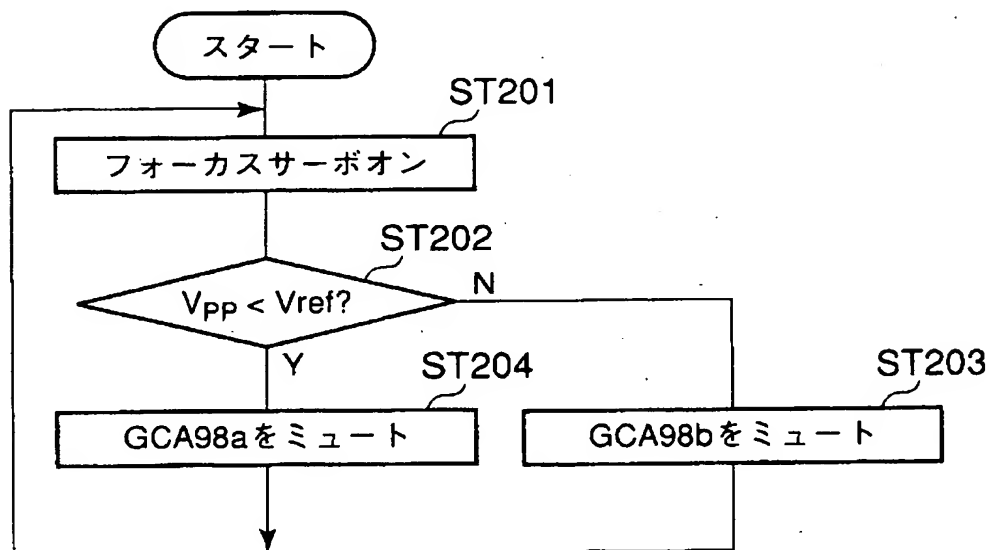 スタート
ST201
フォーカスサーボオン
ST202
VPP < Vref?
N
Y
ST204
ST203
GCA98aをミュート
GCA98bをミュート